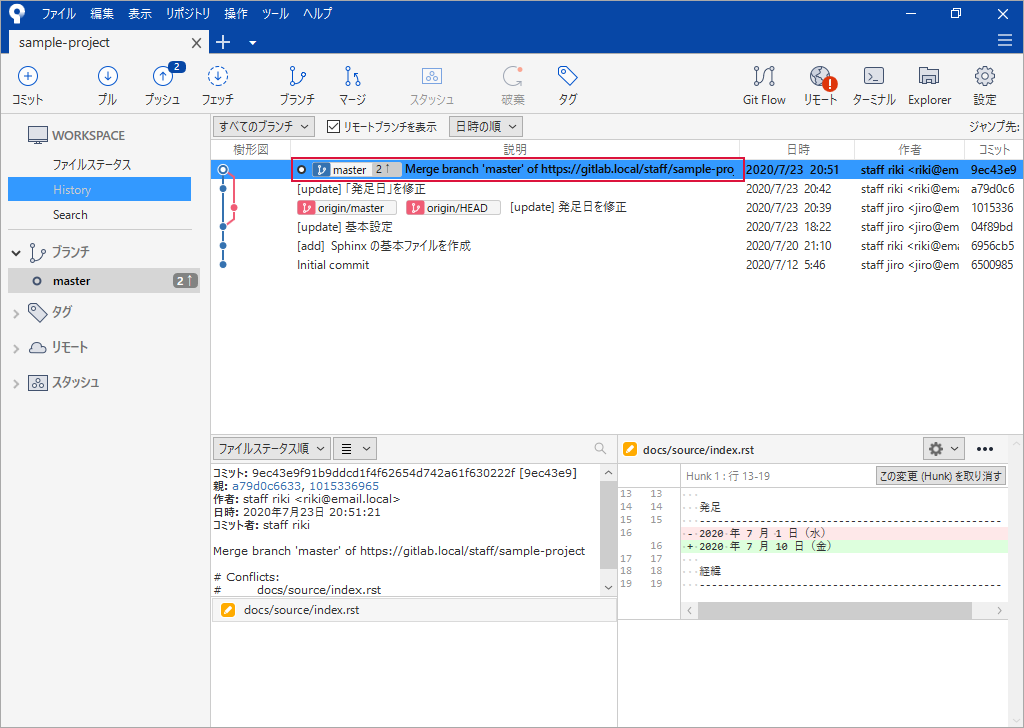 ファイル 編集 表示 リポジトリ 操作 ツール ヘルプ
sample-project
2
コミット プル プッシュ フェッチ ブランチ マージ スタッシュ 破棄 タグ Git Flow リモート ターミナル Explorer 設定
WORKSPACE
ファイルステータス
History
Search
ブランチ
master 2↑
タグ
リモート
スタッシュ
すべてのブランチ リモートブランチを表示 日時の順 ジャンプ先:
樹形図 説明 日時 作者 コミット
master 2↑ Merge branch 'master' of https://gitlab.local/staff/sample-pro 2020/7/23 20:51 staff riki <riki@em 9ec43e9
[update] 「発足日」を修正 2020/7/23 20:42 staff riki <riki@ema a79d0c6
origin/master origin/HEAD [update] 発足日を修正 2020/7/23 20:39 staff jiro <jiro@em 1015336
[update] 基本設定 2020/7/23 18:22 staff jiro <jiro@em 04f89bd
[add] Sphinx の基本ファイルを作成 2020/7/20 21:10 staff riki <riki@ema 6956cb5
Initial commit 2020/7/12 5:46 staff jiro <jiro@em 6500985
ファイルステータス順
コミット: 9ec43e9f91b9ddcd1f4f62654d742a61f630222f [9ec43e9]
親: a79d0c6633, 1015336965
作者: staff riki <riki@email.local>
日時: 2020年7月23日 20:51:21
コミット者: staff riki
Merge branch 'master' of https://gitlab.local/staff/sample-project
# Conflicts:
# docs/source/index.rst
docs/source/index.rst
docs/source/index.rst
Hunk 1 : 行 13-19 この変更 (Hunk) を取り消す
13 13
14 14 発足
15 15 --------------------------------------------------
16 - 2020 年 7 月 1 日（水）
16 + 2020 年 7 月 10 日（金）
17 17
18 18 経緯
19 19 --------------------------------------------------